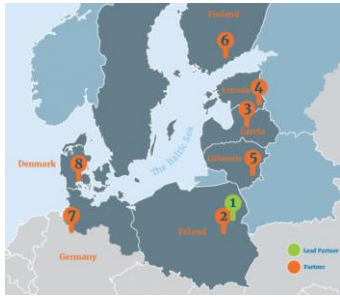 Finland
6
Estonia
4
3
Latvia
The Baltic Sea
Lithuania
5
Denmark
8
1
7
2
Poland
Germany
Lead Partner
Partner